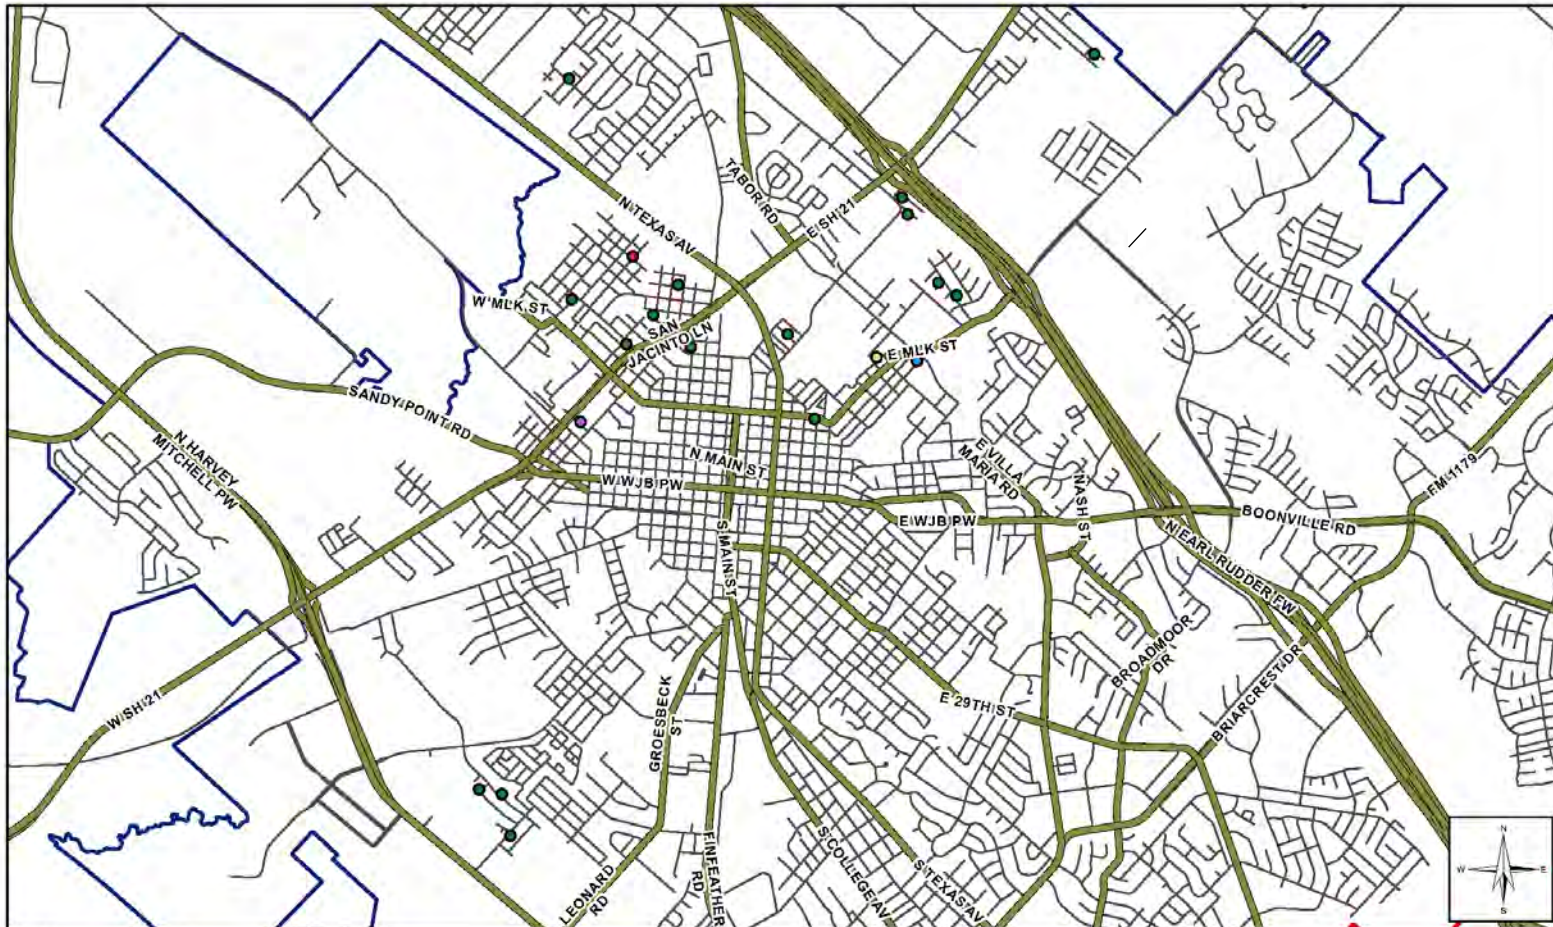 TABOR RD
N TEXAS AV
E SH 21
W MLK ST
SAN
JACINTO LN
E MLK ST
SANDY POINT RD
N HARVEY
MITCHELL PW
N MAIN ST
E VILLA
MARIA RD
NASH ST
FM 1179
W WJB PW
E WJB PW
BOONVILLE RD
S MAIN ST
N EARL RUDDER FW
BROADMOOR
DR
BRIARCREST DR
W SH 21
GROESBECK
ST
E 29TH ST
LEONARD
RD
FINFEATHER
RD
S COLLEGE AV
S TEXAS AV
N
W
E
S